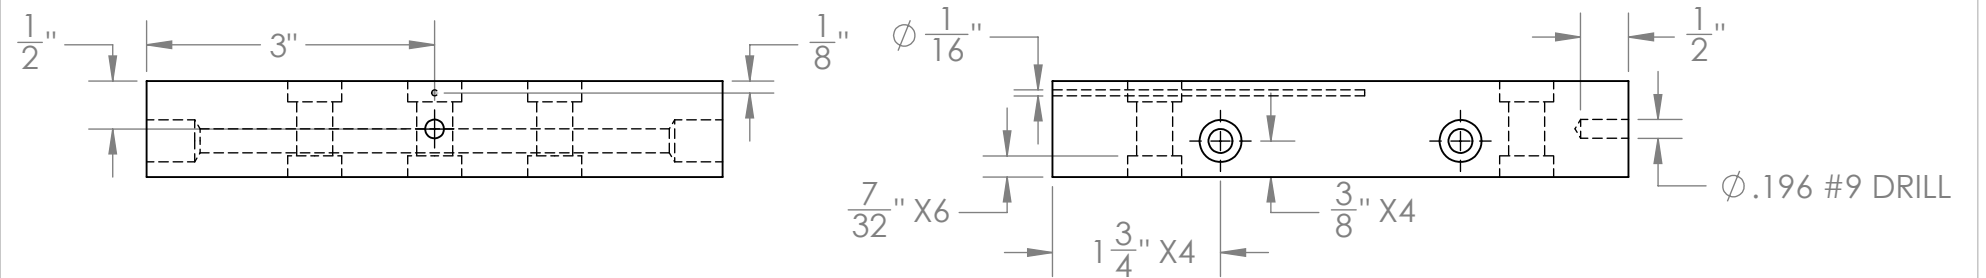 1/2"
3"
1/8"
∅ 1/16"
1/2"
7/32" X6
3/8" X4
1 3/4" X4
∅ .196 #9 DRILL